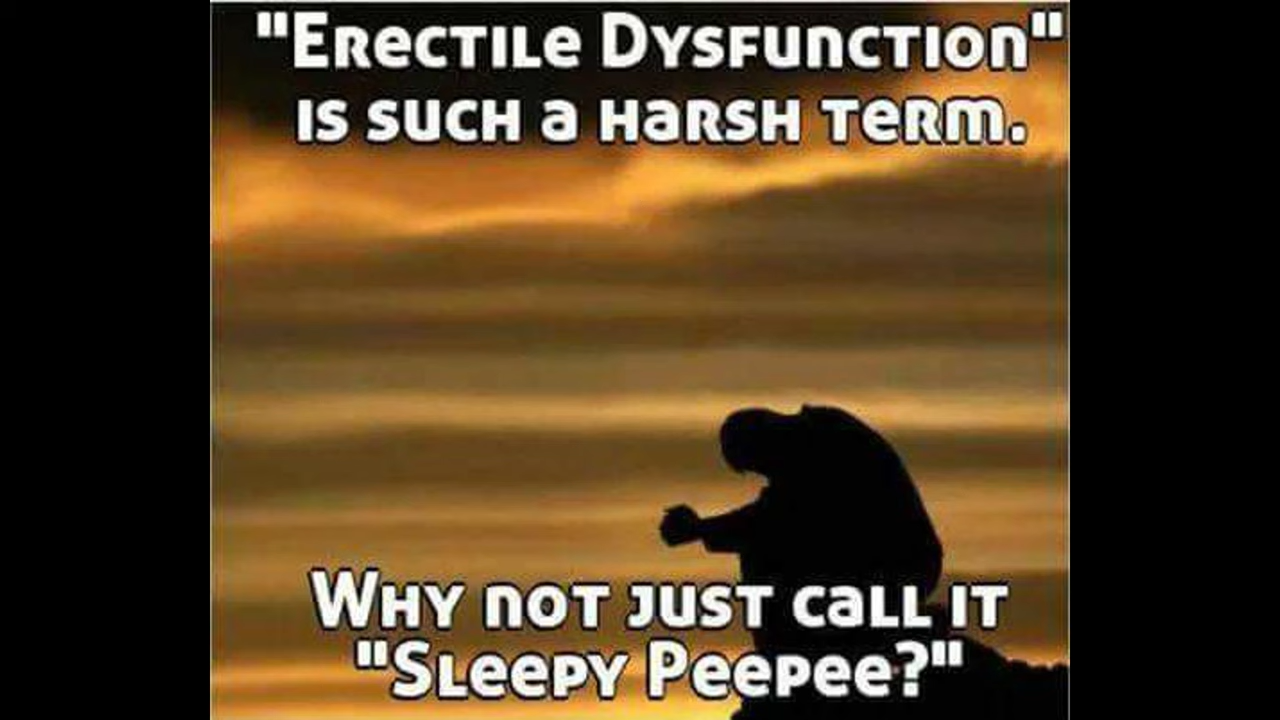 "Erectile Dysfunction"
is such a harsh term.
Why not just call it
"Sleepy Peepee?"